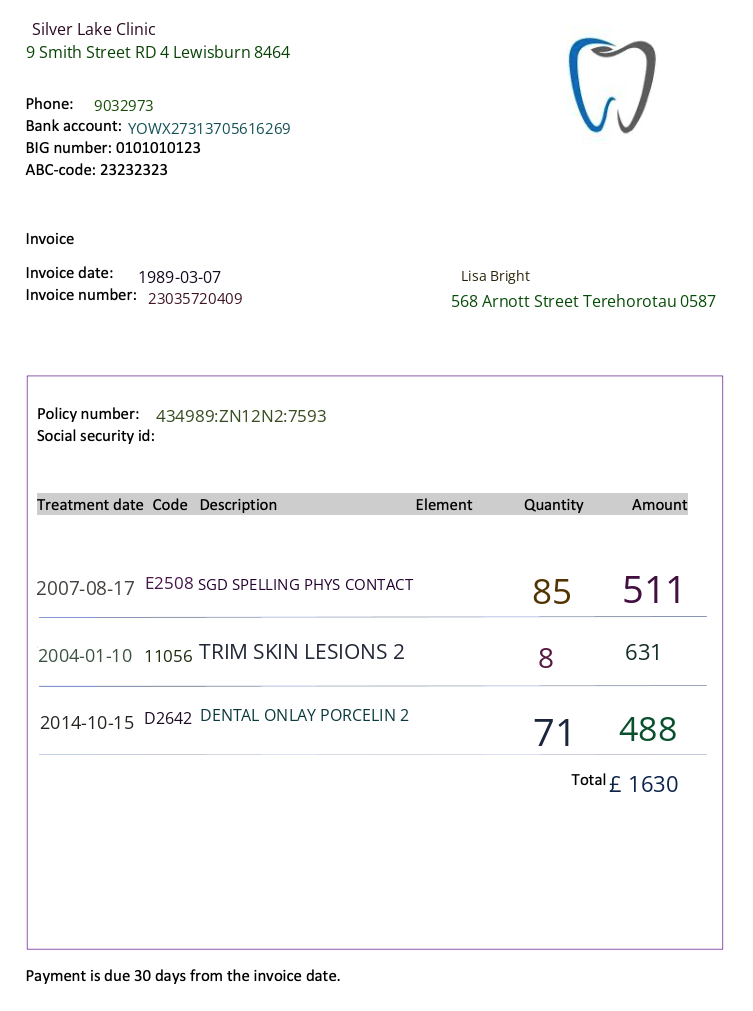 Silver Lake Clinic
9 Smith Street RD 4 Lewisburn 8464
Phone: 9032973
Bank account: YOWX27313705616269
BIG number: 0101010123
ABC-code: 23232323
Invoice
Invoice date: 1989-03-07
Invoice number: 23035720409
Lisa Bright
568 Arnott Street Terehorotau 0587
Policy number: 434989:ZN12N2:7593
Social security id:
Treatment date Code Description Element Quantity Amount
2007-08-17 E2508 SGD SPELLING PHYS CONTACT 85 511
2004-01-10 11056 TRIM SKIN LESIONS 2 8 631
2014-10-15 D2642 DENTAL ONLAY PORCELIN 2 71 488
Total £ 1630
Payment is due 30 days from the invoice date.